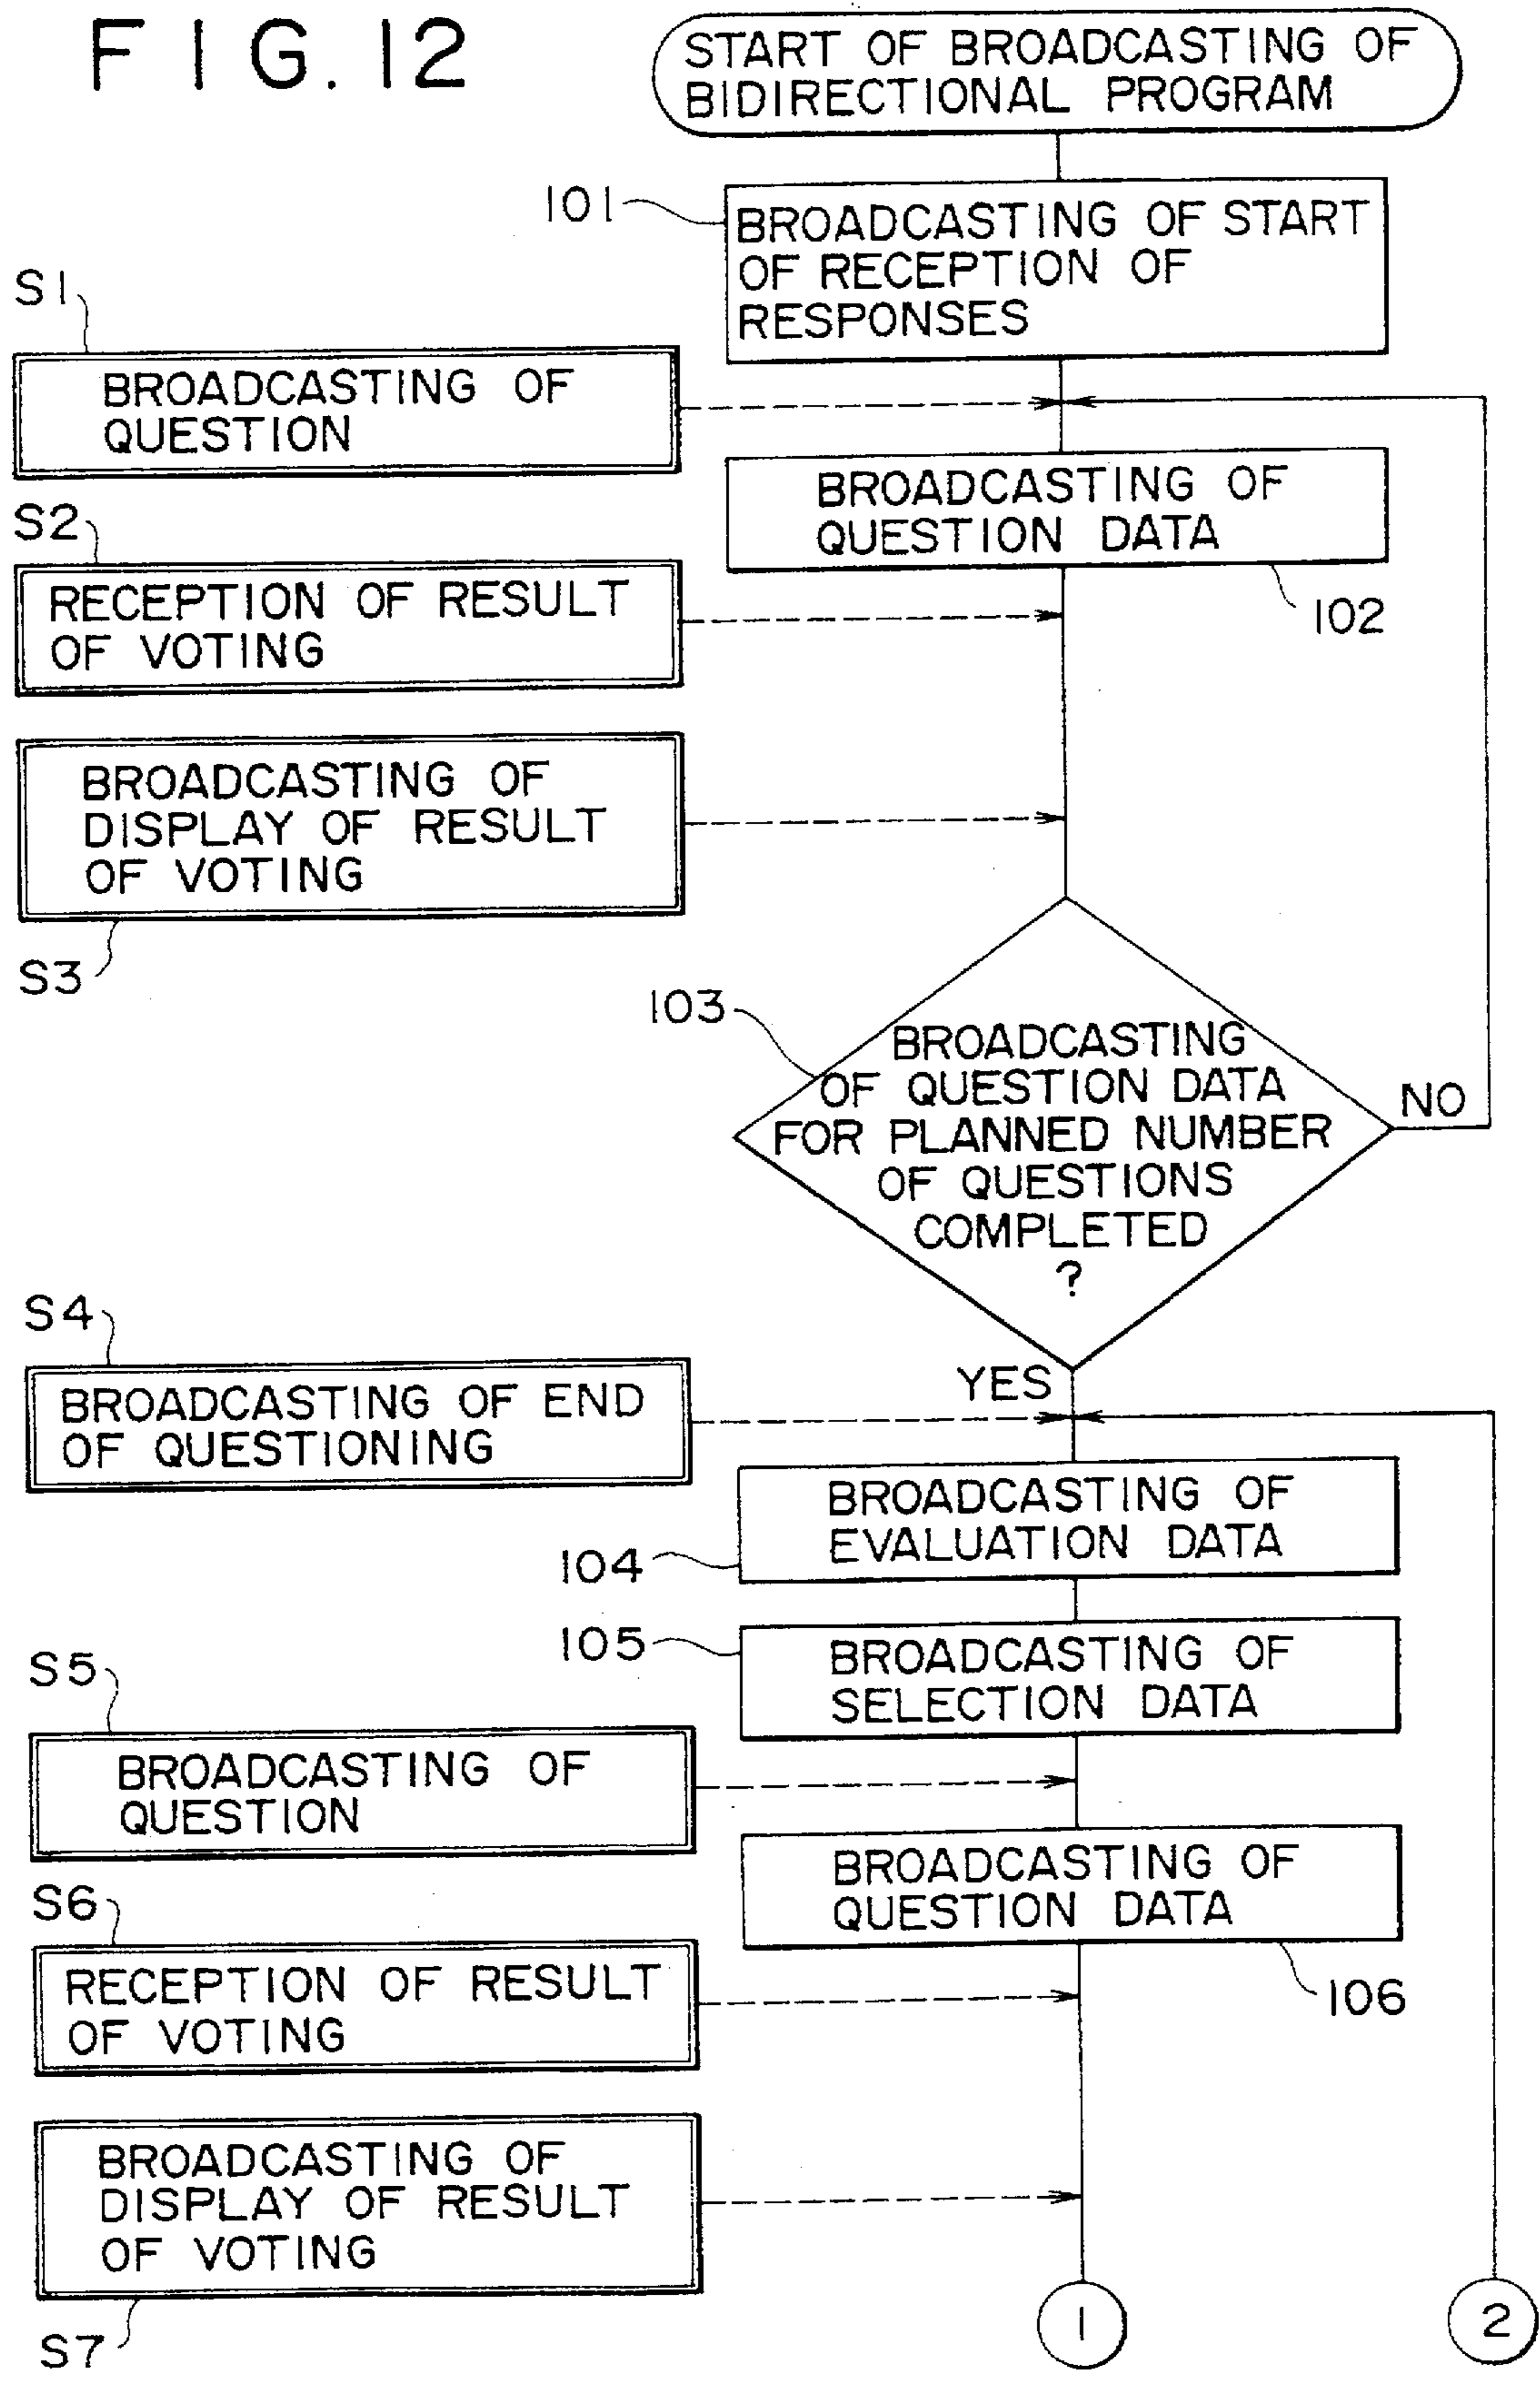 FIG. 12
START OF BROADCASTING OF
BIDIRECTIONAL PROGRAM
101
BROADCASTING OF START
OF RECEPTION OF
RESPONSES
S1
BROADCASTING OF
QUESTION
BROADCASTING OF
QUESTION DATA
102
S2
RECEPTION OF RESULT
OF VOTING
BROADCASTING OF
DISPLAY OF RESULT
OF VOTING
S3
103
BROADCASTING
OF QUESTION DATA
FOR PLANNED NUMBER
OF QUESTIONS
COMPLETED
?
NO
YES
S4
BROADCASTING OF END
OF QUESTIONING
BROADCASTING OF
EVALUATION DATA
104
105
BROADCASTING OF
SELECTION DATA
S5
BROADCASTING OF
QUESTION
BROADCASTING OF
QUESTION DATA
106
S6
RECEPTION OF RESULT
OF VOTING
BROADCASTING OF
DISPLAY OF RESULT
OF VOTING
S7
1
2